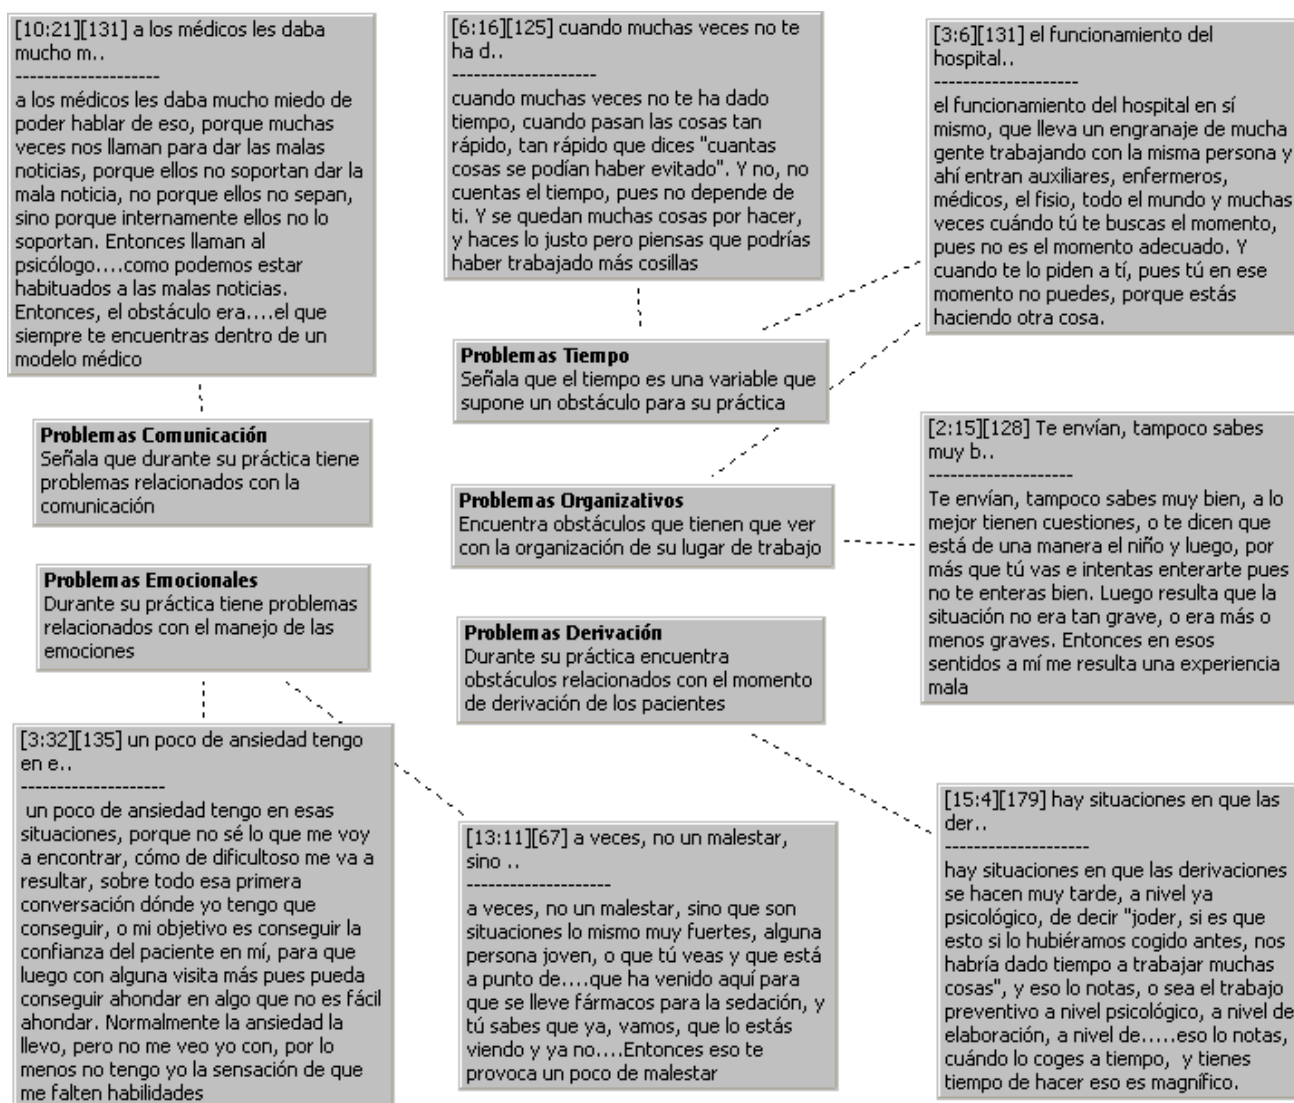 [10:21][131] a los médicos les daba
mucho m..
--------------------
a los médicos les daba mucho miedo de
poder hablar de eso, porque muchas
veces nos llaman para dar las malas
noticias, porque ellos no soportan dar la
mala noticia, no porque ellos no sepan,
sino porque internamente ellos no lo
soportan. Entonces llaman al
psicólogo....como podemos estar
habituados a las malas noticias.
Entonces, el obstáculo era....el que
siempre te encuentras dentro de un
modelo médico
Problemas Comunicación
Señala que durante su práctica tiene
problemas relacionados con la
comunicación
Problemas Emocionales
Durante su práctica tiene problemas
relacionados con el manejo de las
emociones
[3:32][135] un poco de ansiedad tengo
en e..
--------------------
un poco de ansiedad tengo en esas
situaciones, porque no sé lo que me voy
a encontrar, cómo de dificultoso me va a
resultar, sobre todo esa primera
conversación dónde yo tengo que
conseguir, o mi objetivo es conseguir la
confianza del paciente en mí, para que
luego con alguna visita más pues pueda
conseguir ahondar en algo que no es fácil
ahondar. Normalmente la ansiedad la
llevo, pero no me veo yo con, por lo
menos no tengo yo la sensación de que
me falten habilidades
[6:16][125] cuando muchas veces no te
ha d..
--------------------
cuando muchas veces no te ha dado
tiempo, cuando pasan las cosas tan
rápido, tan rápido que dices "cuantas
cosas se podían haber evitado". Y no, no
cuentas el tiempo, pues no depende de
ti. Y se quedan muchas cosas por hacer,
y haces lo justo pero piensas que podrías
haber trabajado más cosillas
Problemas Tiempo
Señala que el tiempo es una variable que
supone un obstáculo para su práctica
Problemas Organizativos
Encuentra obstáculos que tienen que ver
con la organización de su lugar de trabajo
Problemas Derivación
Durante su práctica encuentra
obstáculos relacionados con el momento
de derivación de los pacientes
[13:11][67] a veces, no un malestar,
sino ..
--------------------
a veces, no un malestar, sino que son
situaciones lo mismo muy fuertes, alguna
persona joven, o que tú veas y que está
a punto de....que ha venido aquí para
que se lleve fármacos para la sedación, y
tú sabes que ya, vamos, que lo estás
viendo y ya no....Entonces eso te
provoca un poco de malestar
[3:6][131] el funcionamiento del
hospital..
--------------------
el funcionamiento del hospital en sí
mismo, que lleva un engranaje de mucha
gente trabajando con la misma persona y
ahí entran auxiliares, enfermeros,
médicos, el fisio, todo el mundo y muchas
veces cuándo tú te buscas el momento,
pues no es el momento adecuado. Y
cuando te lo piden a tí, pues tú en ese
momento no puedes, porque estás
haciendo otra cosa.
[2:15][128] Te envían, tampoco sabes
muy b..
--------------------
Te envían, tampoco sabes muy bien, a lo
mejor tienen cuestiones, o te dicen que
está de una manera el niño y luego, por
más que tú vas e intentas enterarte pues
no te enteras bien. Luego resulta que la
situación no era tan grave, o era más o
menos graves. Entonces en esos
sentidos a mí me resulta una experiencia
mala
[15:4][179] hay situaciones en que las
der..
--------------------
hay situaciones en que las derivaciones
se hacen muy tarde, a nivel ya
psicológico, de decir "joder, si es que
esto si lo hubiéramos cogido antes, nos
habría dado tiempo a trabajar muchas
cosas", y eso lo notas, o sea el trabajo
preventivo a nivel psicológico, a nivel de
elaboración, a nivel de.....eso lo notas,
cuándo lo coges a tiempo, y tienes
tiempo de hacer eso es magnífico.